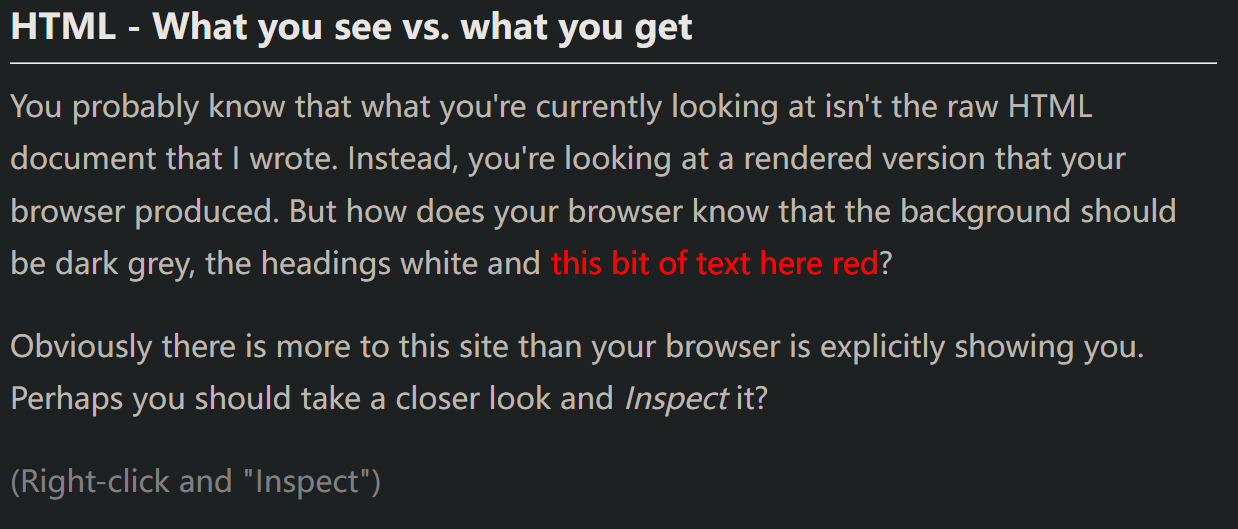 HTML - What you see vs. what you get
You probably know that what you're currently looking at isn't the raw HTML
document that I wrote. Instead, you're looking at a rendered version that your
browser produced. But how does your browser know that the background should
be dark grey, the headings white and this bit of text here red?
Obviously there is more to this site than your browser is explicitly showing you.
Perhaps you should take a closer look and Inspect it?
(Right-click and "Inspect")